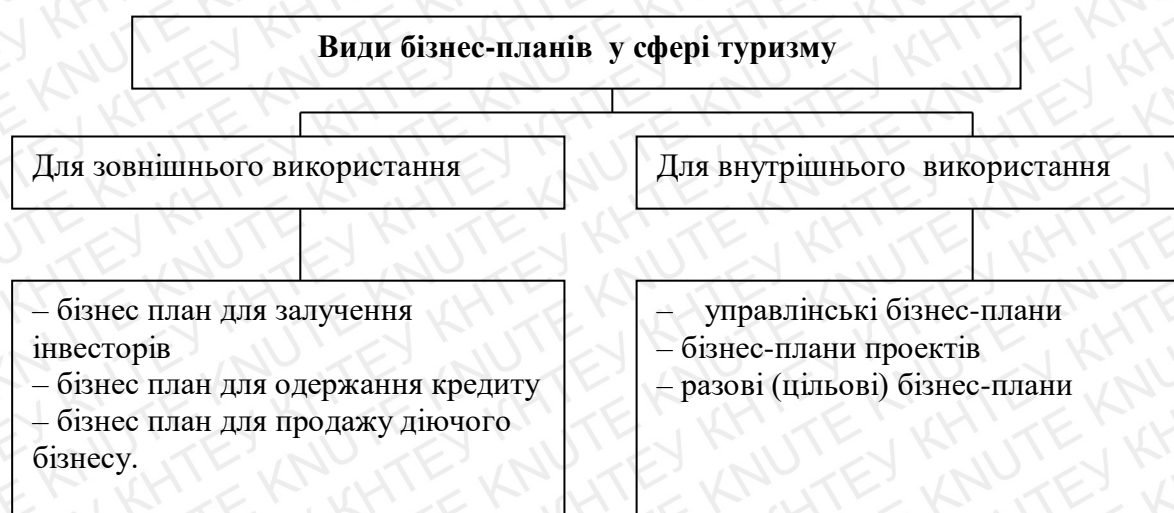 Види бізнес-планів у сфері туризму
Для зовнішнього використання
Для внутрішнього використання
– бізнес план для залучення
інвесторів
– бізнес план для одержання кредиту
– бізнес план для продажу діючого
бізнесу.
– управлінські бізнес-плани
– бізнес-плани проектів
– разові (цільові) бізнес-плани